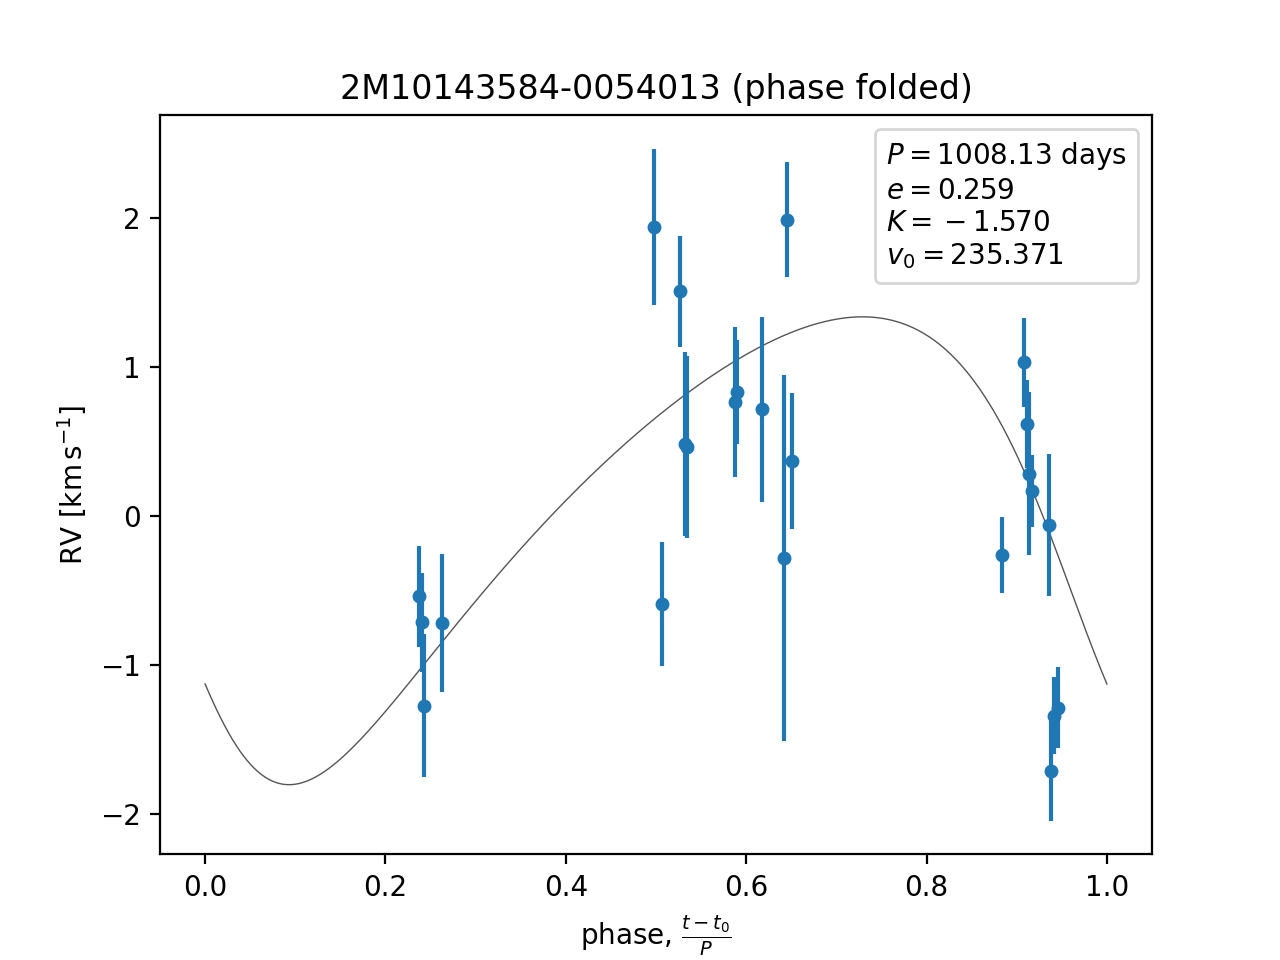 2M10143584-0054013 (phase folded)
P = 1008.13 days
e = 0.259
K = −1.570
v₀ = 235.371
RV [km s⁻¹]
2
1
0
−1
−2
0.0 0.2 0.4 0.6 0.8 1.0
phase, (t − t₀)/P